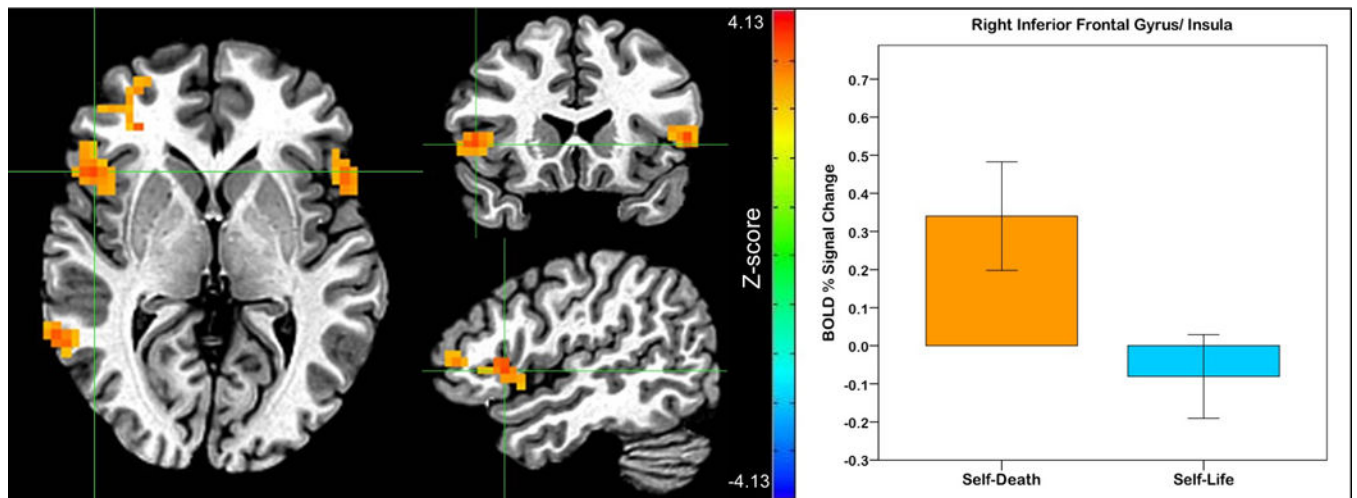 4.13
Z-score
-4.13
Right Inferior Frontal Gyrus/ Insula
BOLD % Signal Change
0.7
0.6
0.5
0.4
0.3
0.2
0.1
0.0
-0.1
-0.2
-0.3
Self-Death
Self-Life